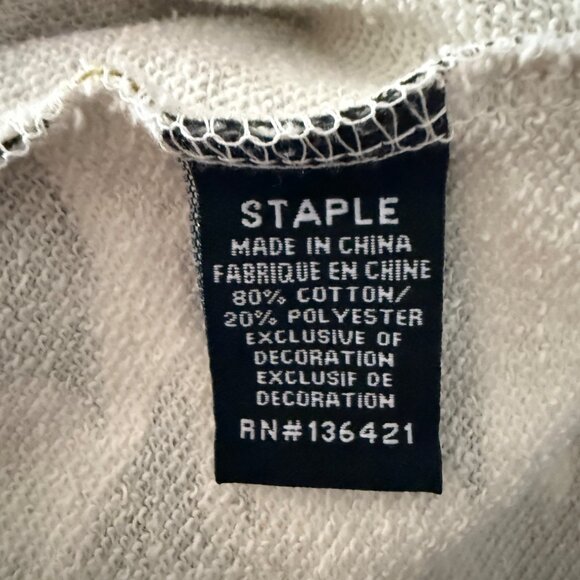 STAPLE
MADE IN CHINA
FABRIQUE EN CHINE
80% COTTON/
20% POLYESTER
EXCLUSIVE OF
DECORATION
EXCLUSIF DE
DECORATION
RN#136421